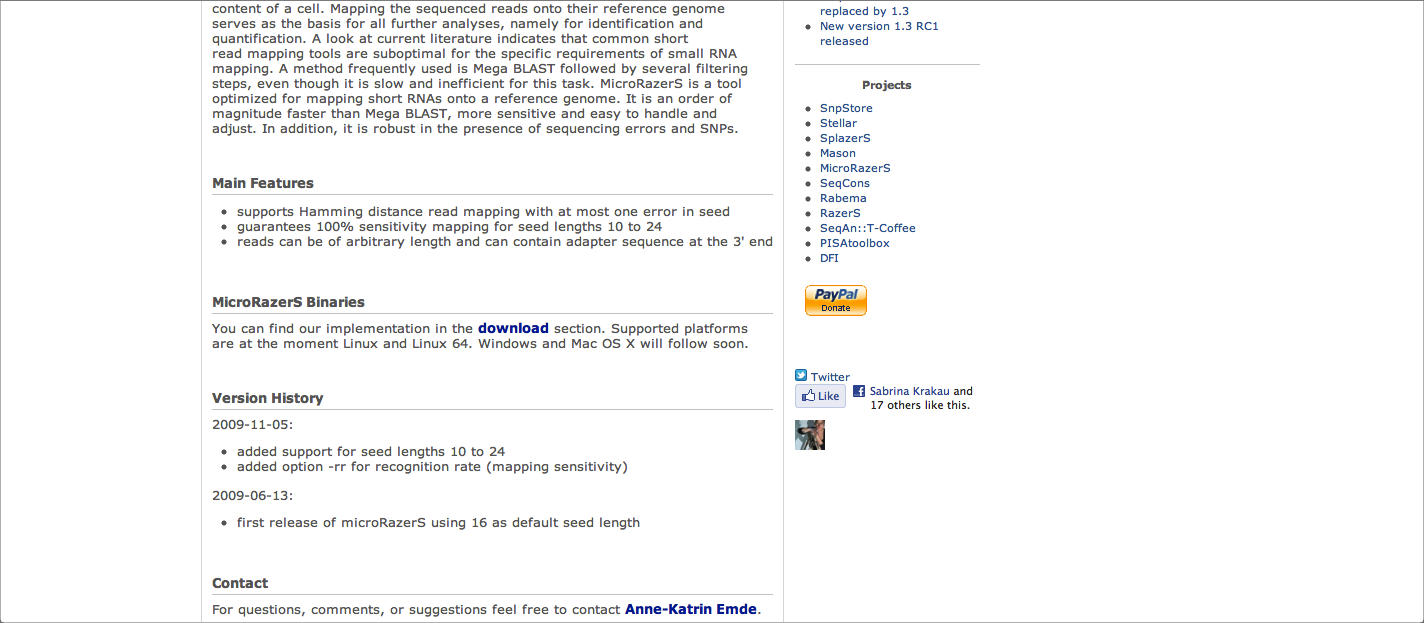 content of a cell. Mapping the sequenced reads onto their reference genome
serves as the basis for all further analyses, namely for identification and
quantification. A look at current literature indicates that common short
read mapping tools are suboptimal for the specific requirements of small RNA
mapping. A method frequently used is Mega BLAST followed by several filtering
steps, even though it is slow and inefficient for this task. MicroRazerS is a tool
optimized for mapping short RNAs onto a reference genome. It is an order of
magnitude faster than Mega BLAST, more sensitive and easy to handle and
adjust. In addition, it is robust in the presence of sequencing errors and SNPs.
Main Features
supports Hamming distance read mapping with at most one error in seed
guarantees 100% sensitivity mapping for seed lengths 10 to 24
reads can be of arbitrary length and can contain adapter sequence at the 3' end
MicroRazerS Binaries
You can find our implementation in the download section. Supported platforms
are at the moment Linux and Linux 64. Windows and Mac OS X will follow soon.
Version History
2009-11-05:
added support for seed lengths 10 to 24
added option -rr for recognition rate (mapping sensitivity)
2009-06-13:
first release of microRazerS using 16 as default seed length
Contact
For questions, comments, or suggestions feel free to contact Anne-Katrin Emde.
replaced by 1.3
New version 1.3 RC1
released
Projects
SnpStore
Stellar
SplazerS
Mason
MicroRazerS
SeqCons
Rabema
RazerS
SeqAn::T-Coffee
PISAtoolbox
DFI
PayPal
Donate
Twitter
Like
Sabrina Krakau and
17 others like this.